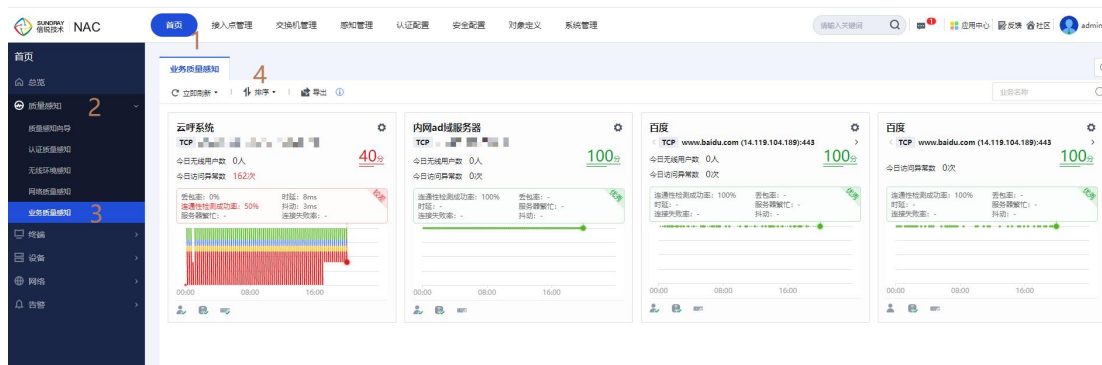 SUNDRAY 信锐技术 NAC
首页 接入点管理 交换机管理 感知管理 认证配置 安全配置 对象定义 系统管理
请输入关键词 1 应用中心 反馈 社区 admin
1
首页
总览
质量感知 2
质量感知向导
认证质量感知
无线环境感知
网络质量感知
业务质量感知 3
终端
设备
网络
告警
业务质量感知
4
立即刷新 排序 导出
业务名称
云呼系统
TCP
今日无线用户数 0人
40分
今日访问异常数 162次
较差
丢包率: 0% 时延: 8ms
连通性检测成功率: 50% 抖动: 3ms
服务器繁忙: - 连接失败率: -
00:00 08:00 16:00
内网ad域服务器
TCP
今日无线用户数 0人
100分
今日访问异常数 0次
优秀
连通性检测成功率: 100% 丢包率: -
时延: - 服务器繁忙: -
连接失败率: - 抖动: -
00:00 08:00 16:00
百度
TCP www.baidu.com (14.119.104.189):443
今日无线用户数 0人
100分
今日访问异常数 0次
优秀
连通性检测成功率: 100% 丢包率: -
时延: - 服务器繁忙: -
连接失败率: - 抖动: -
00:00 08:00 16:00
百度
TCP www.baidu.com (14.119.104.189):443
今日无线用户数 0人
100分
今日访问异常数 0次
优秀
连通性检测成功率: 100% 丢包率: -
时延: - 服务器繁忙: -
连接失败率: - 抖动: -
00:00 08:00 16:00